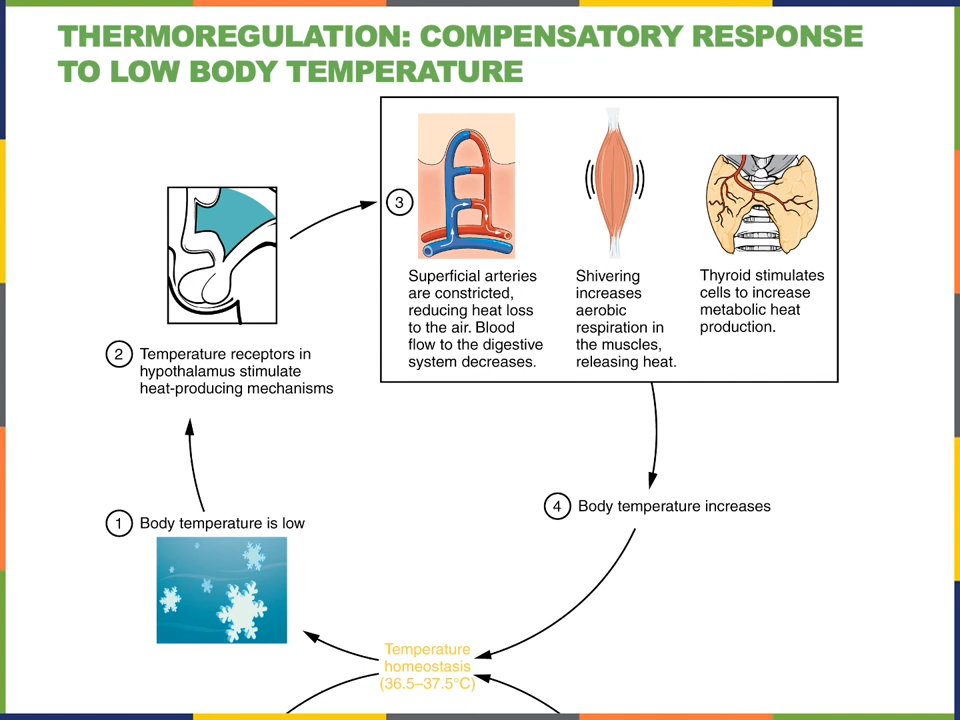 THERMOREGULATION: COMPENSATORY RESPONSE
TO LOW BODY TEMPERATURE
3
Superficial arteries
are constricted,
reducing heat loss
to the air. Blood
flow to the digestive
system decreases.
Shivering
increases
aerobic
respiration in
the muscles,
releasing heat.
Thyroid stimulates
cells to increase
metabolic heat
production.
2 Temperature receptors in
hypothalamus stimulate
heat-producing mechanisms
4 Body temperature increases
1 Body temperature is low
Temperature
homeostasis
(36.5–37.5°C)